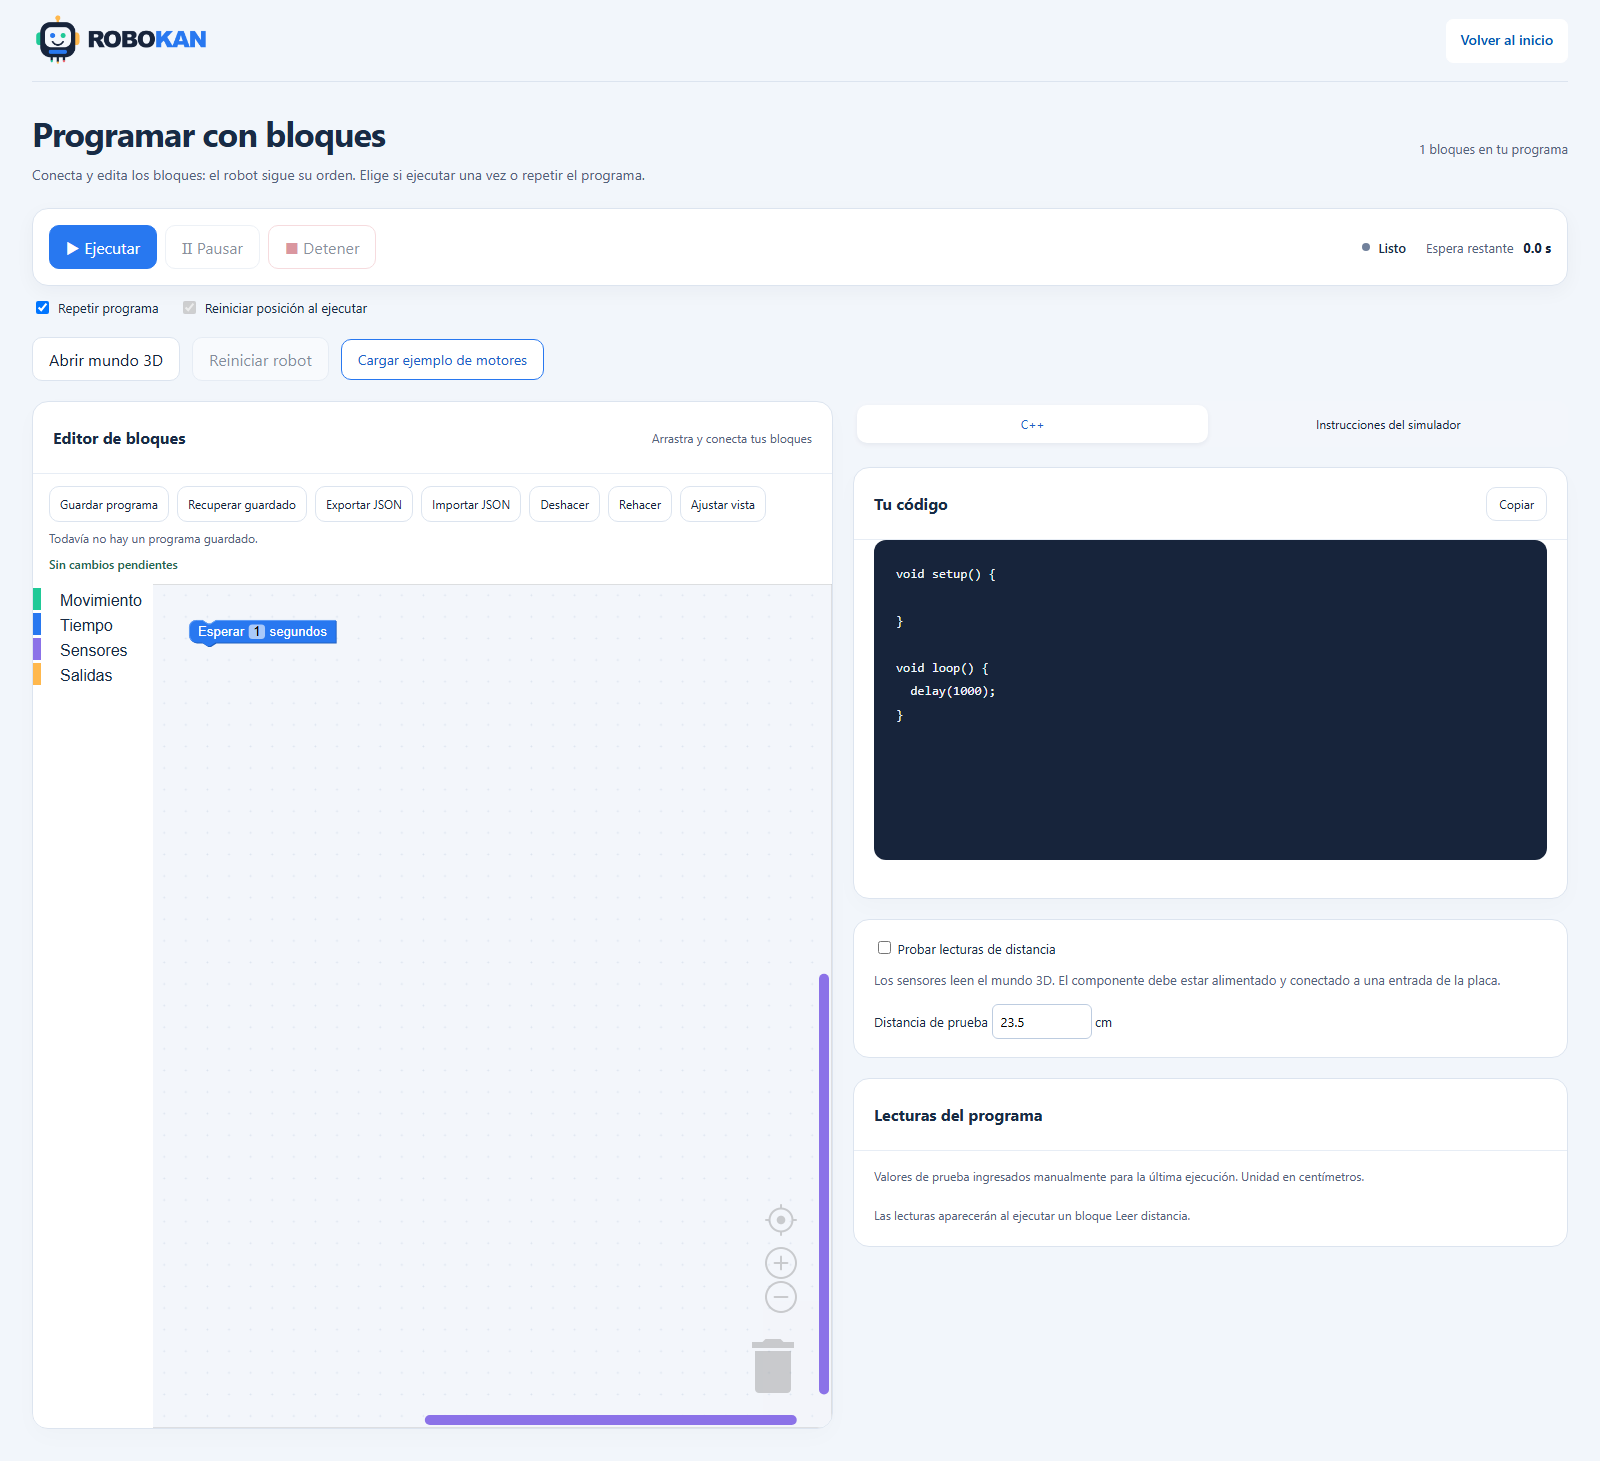 ROBOKAN
Volver al inicio
Programar con bloques
1 bloques en tu programa
Conecta y edita los bloques: el robot sigue su orden. Elige si ejecutar una vez o repetir el programa.
Ejecutar
Pausar
Detener
Listo
Espera restante 0.0 s
Repetir programa
Reiniciar posición al ejecutar
Abrir mundo 3D
Reiniciar robot
Cargar ejemplo de motores
Editor de bloques
Arrastra y conecta tus bloques
Guardar programa
Recuperar guardado
Exportar JSON
Importar JSON
Deshacer
Rehacer
Ajustar vista
Todavía no hay un programa guardado.
Sin cambios pendientes
Movimiento
Tiempo
Sensores
Salidas
Esperar 1 segundos
C++
Instrucciones del simulador
Tu código
Copiar
void setup() {
}
void loop() {
delay(1000);
}
Probar lecturas de distancia
Los sensores leen el mundo 3D. El componente debe estar alimentado y conectado a una entrada de la placa.
Distancia de prueba 23.5 cm
Lecturas del programa
Valores de prueba ingresados manualmente para la última ejecución. Unidad en centímetros.
Las lecturas aparecerán al ejecutar un bloque Leer distancia.